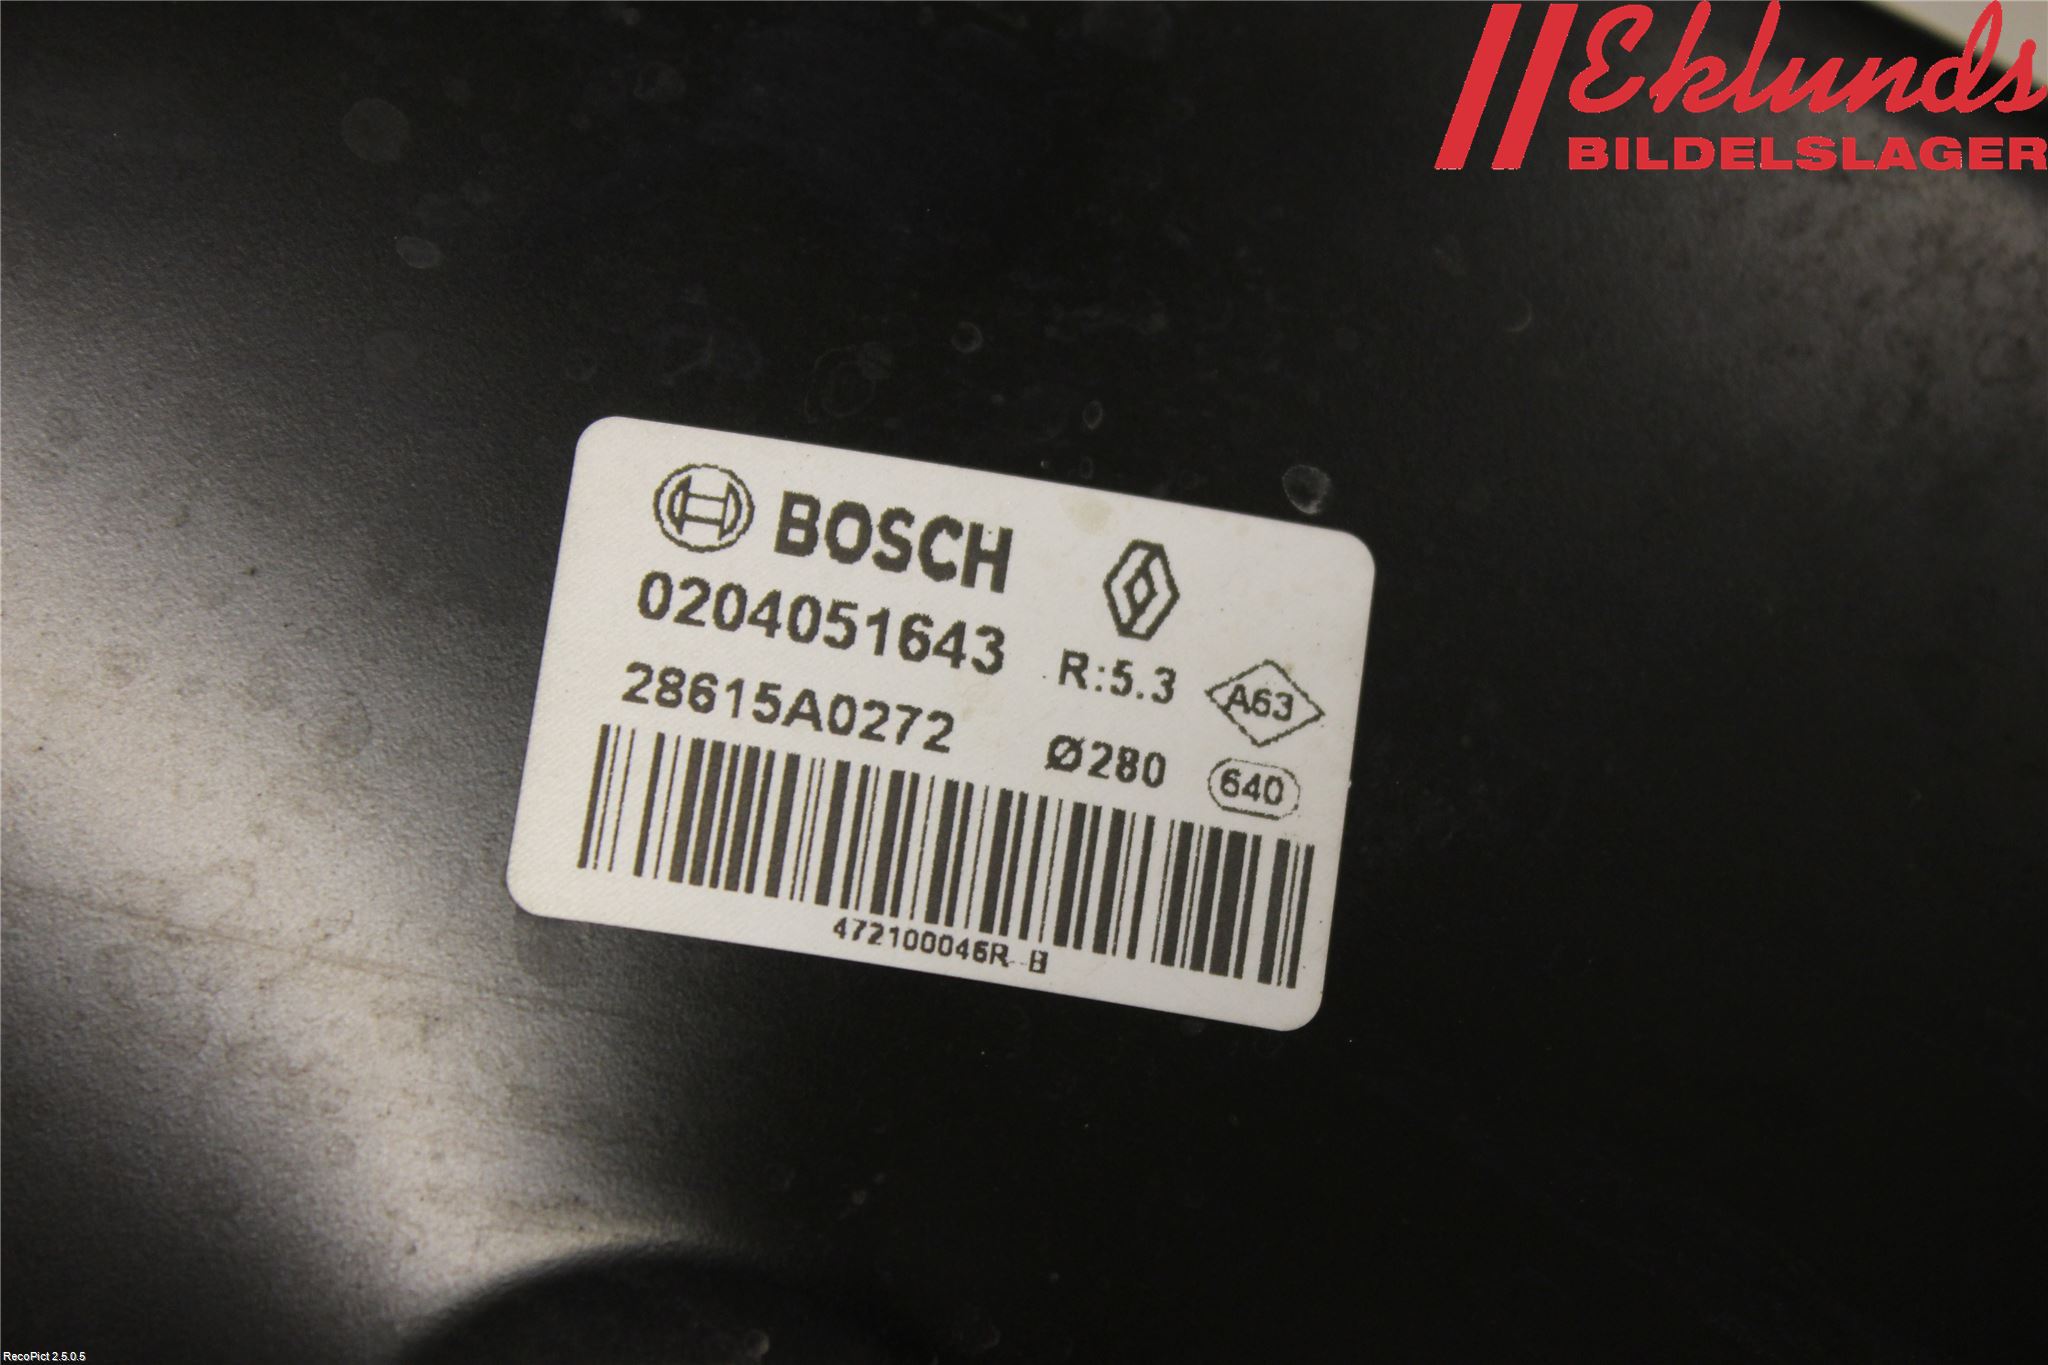 Eklunds
BILDELSLAGER
BOSCH
0204051643
R:5.3
A63
28615A0272
Ø280
640
472100046R B
RecoPict 2.5.0.5